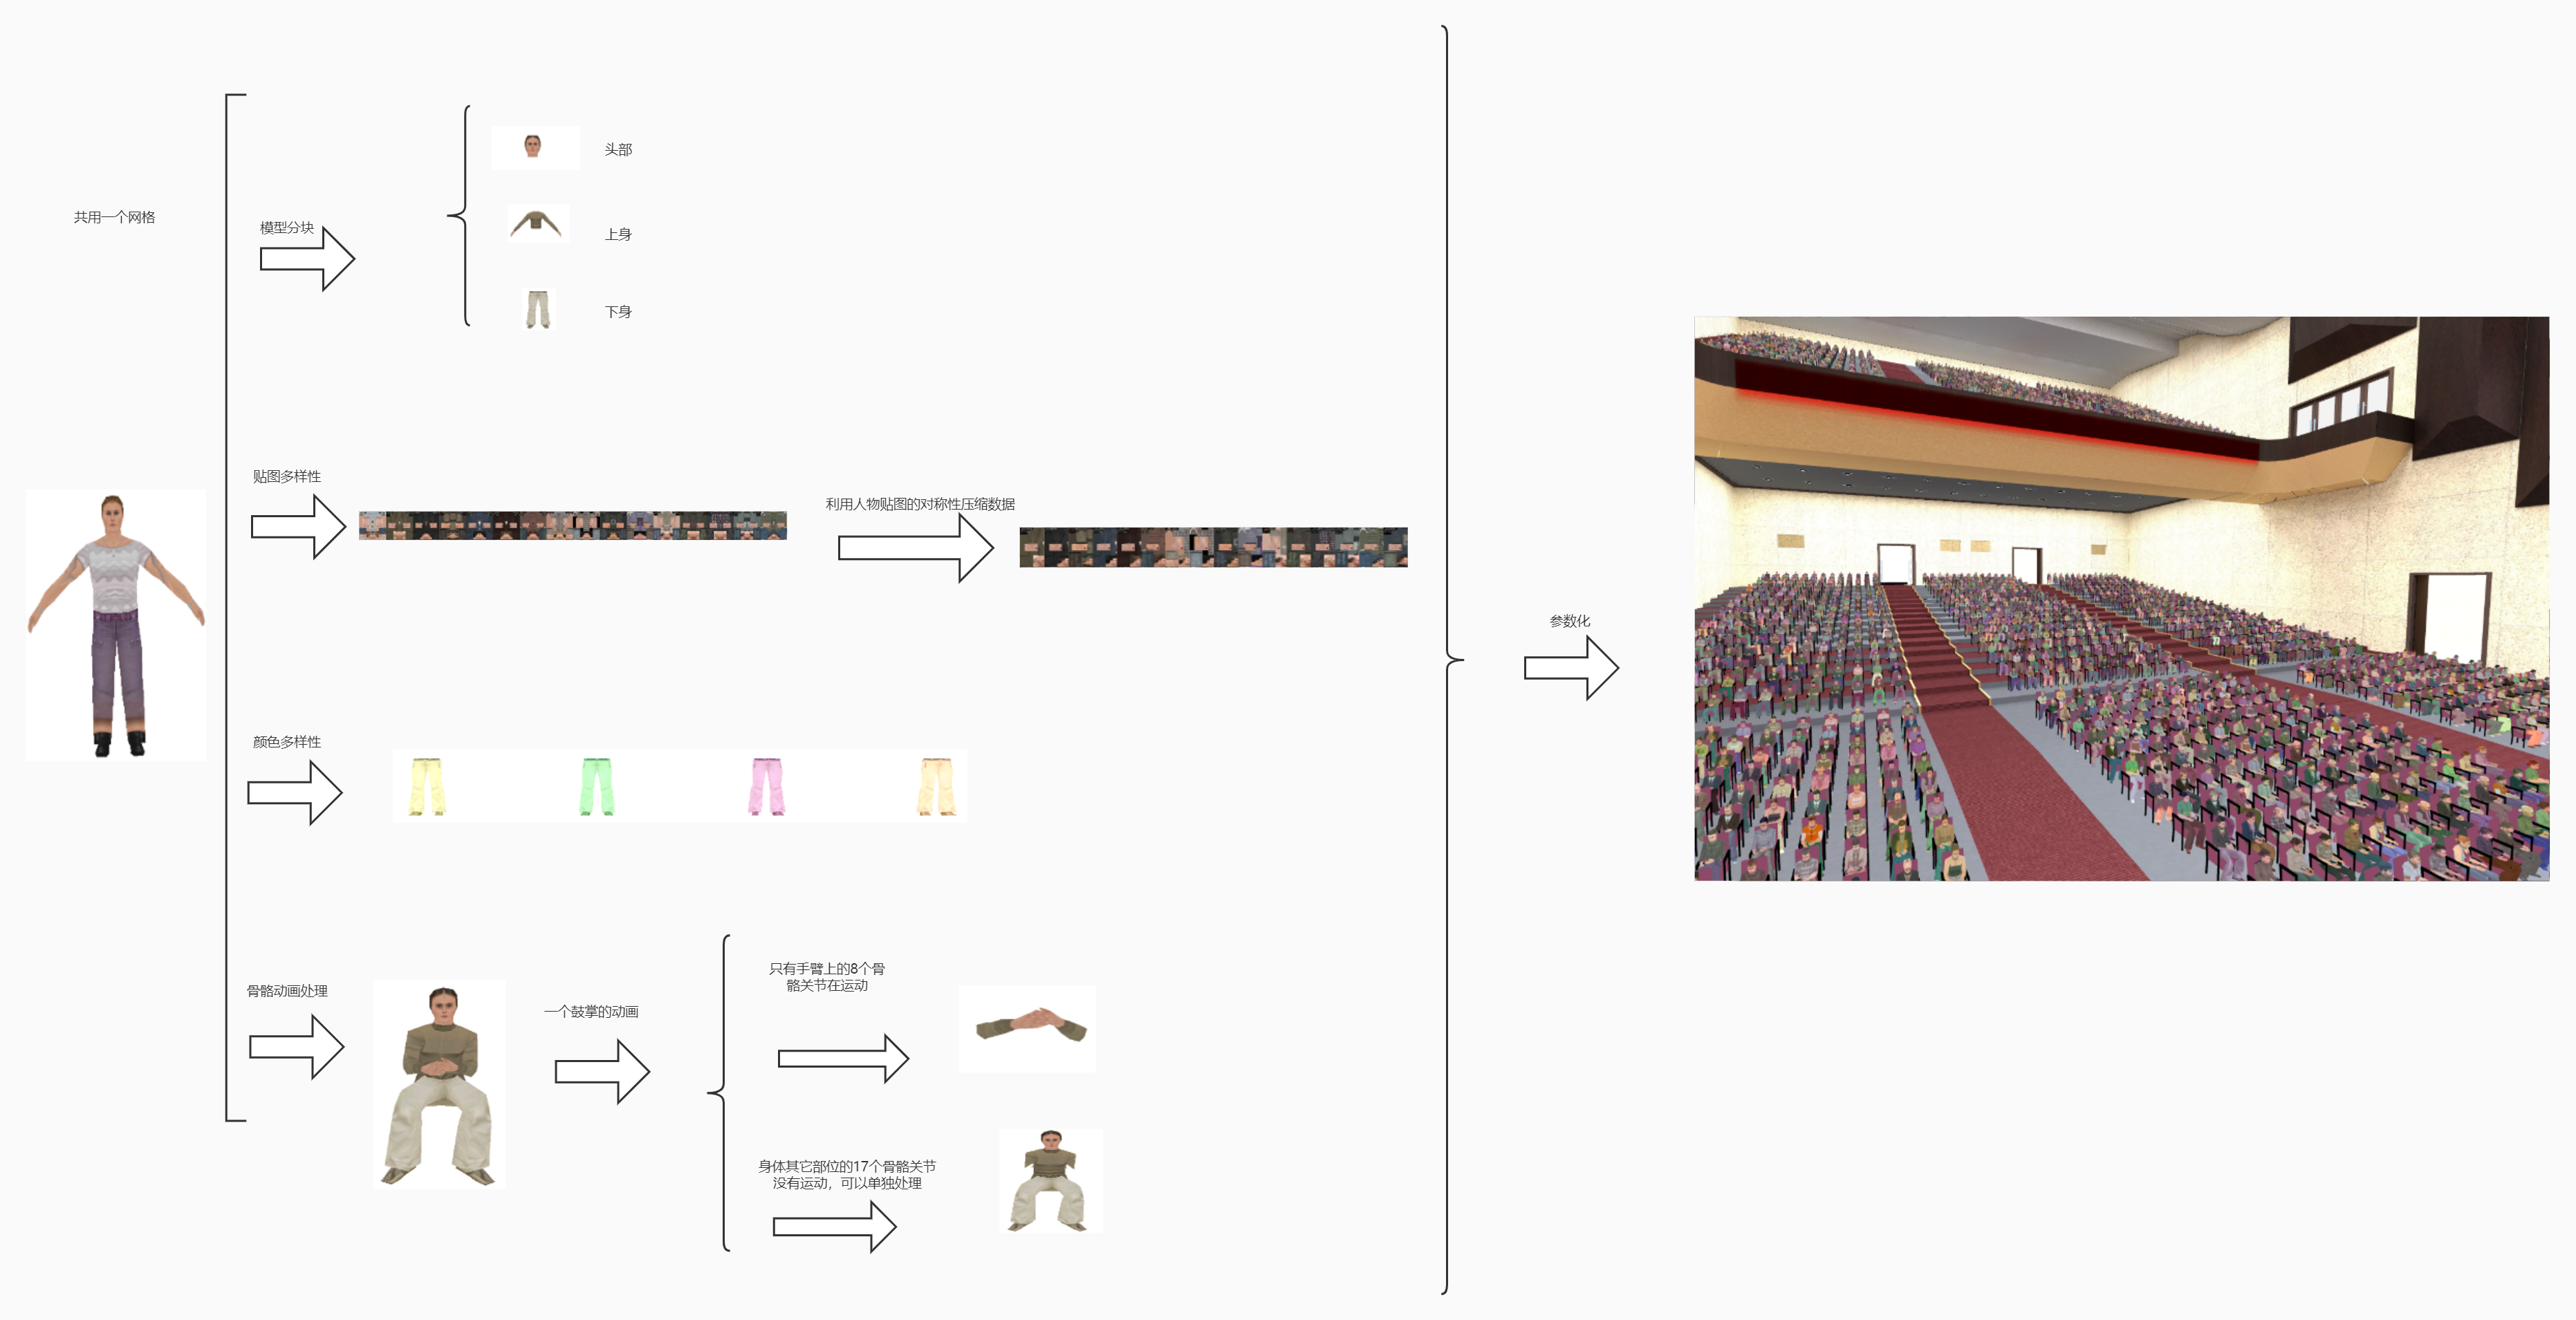 共用一个网格
模型分块
头部
上身
下身
贴图多样性
利用人物贴图的对称性压缩数据
颜色多样性
骨骼动画处理
一个鼓掌的动画
只有手臂上的8个骨
骼关节在运动
身体其它部位的17个骨骼关节
没有运动，可以单独处理
参数化